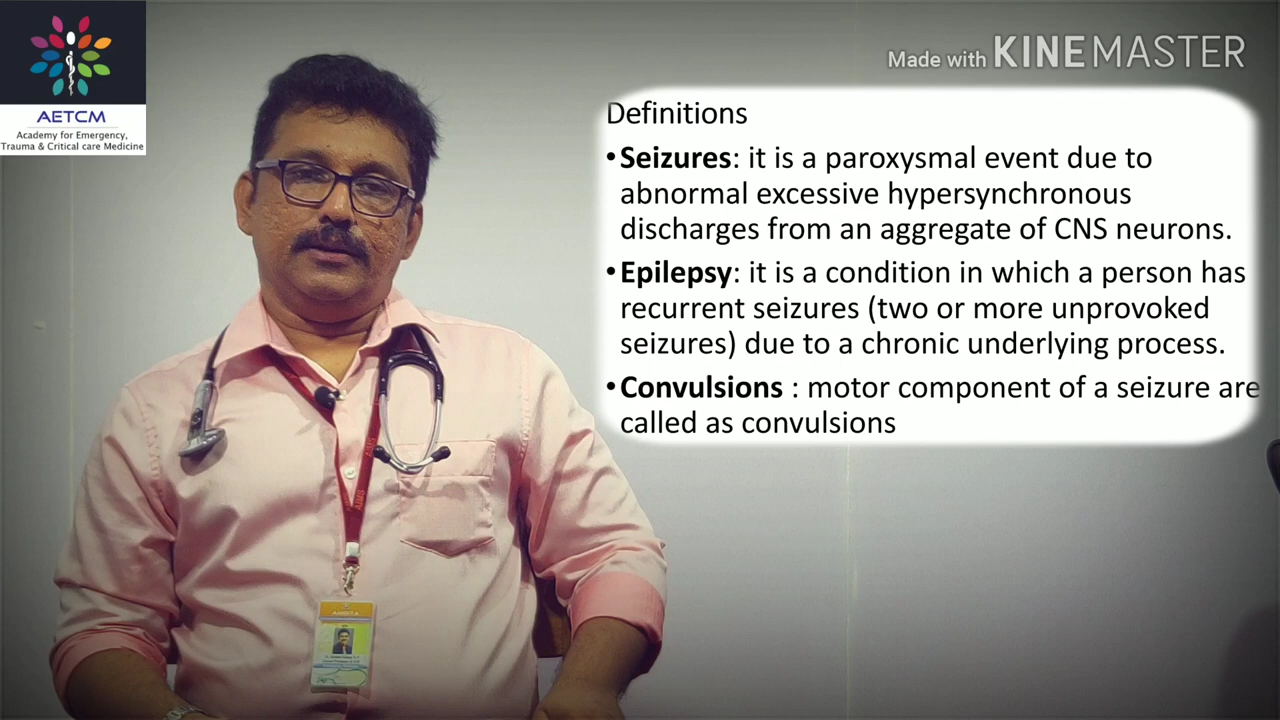 AETCM
Academy for Emergency,
Trauma & Critical care Medicine
Made with KINEMASTER
Definitions
•Seizures: it is a paroxysmal event due to
abnormal excessive hypersynchronous
discharges from an aggregate of CNS neurons.
•Epilepsy: it is a condition in which a person has
recurrent seizures (two or more unprovoked
seizures) due to a chronic underlying process.
•Convulsions : motor component of a seizure are
called as convulsions
AIMS
AIMS
AMRITA